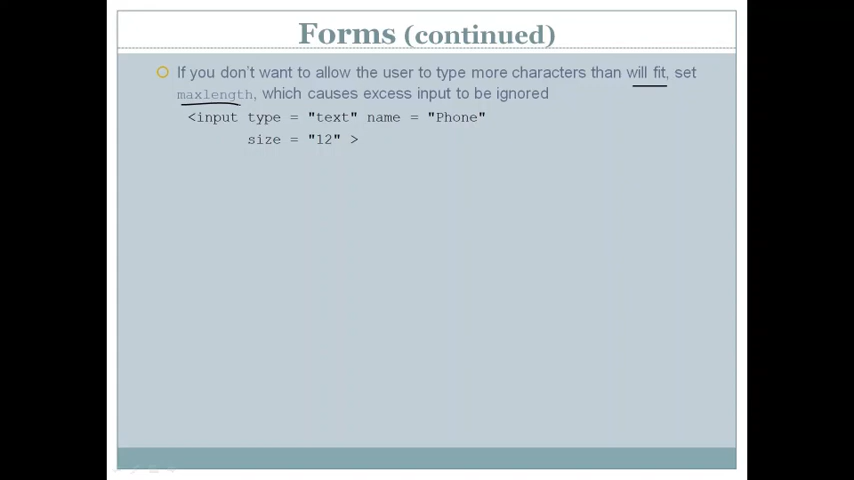 Forms (continued)
If you don't want to allow the user to type more characters than will fit, set
maxlength, which causes excess input to be ignored
<input type = "text" name = "Phone"
size = "12" >